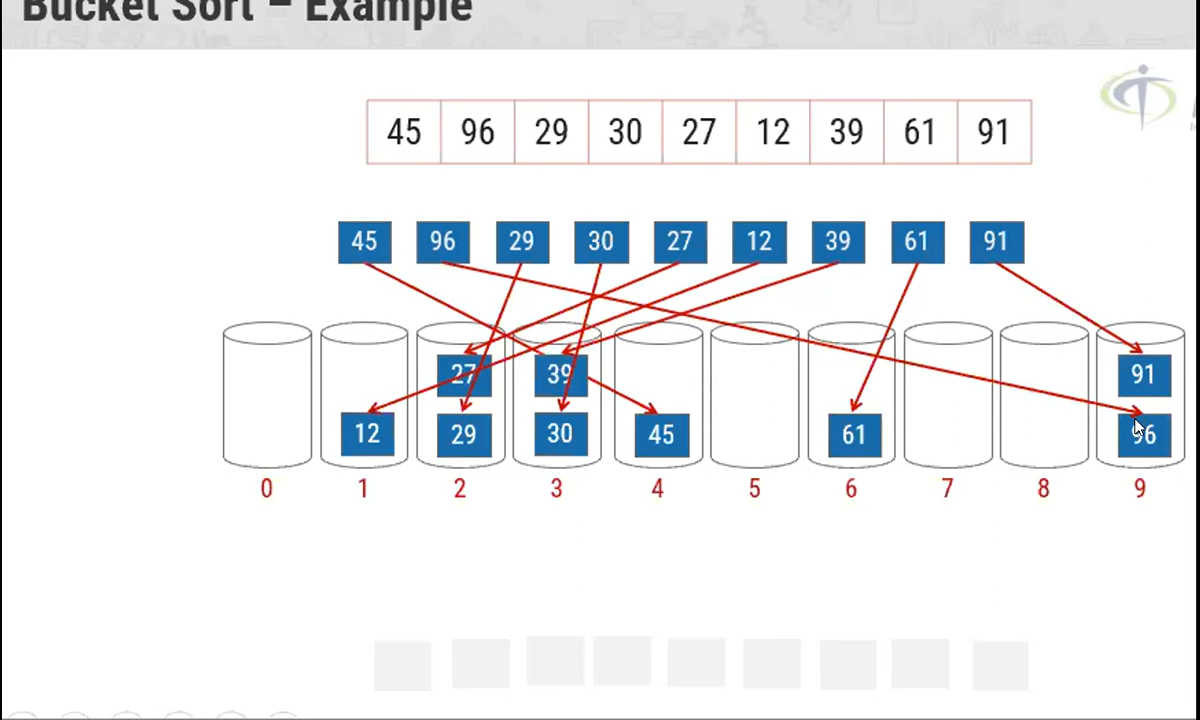 Bucket Sort – Example
45 96 29 30 27 12 39 61 91
45 96 29 30 27 12 39 61 91
27 39 91
12 29 30 45 61 96
0 1 2 3 4 5 6 7 8 9